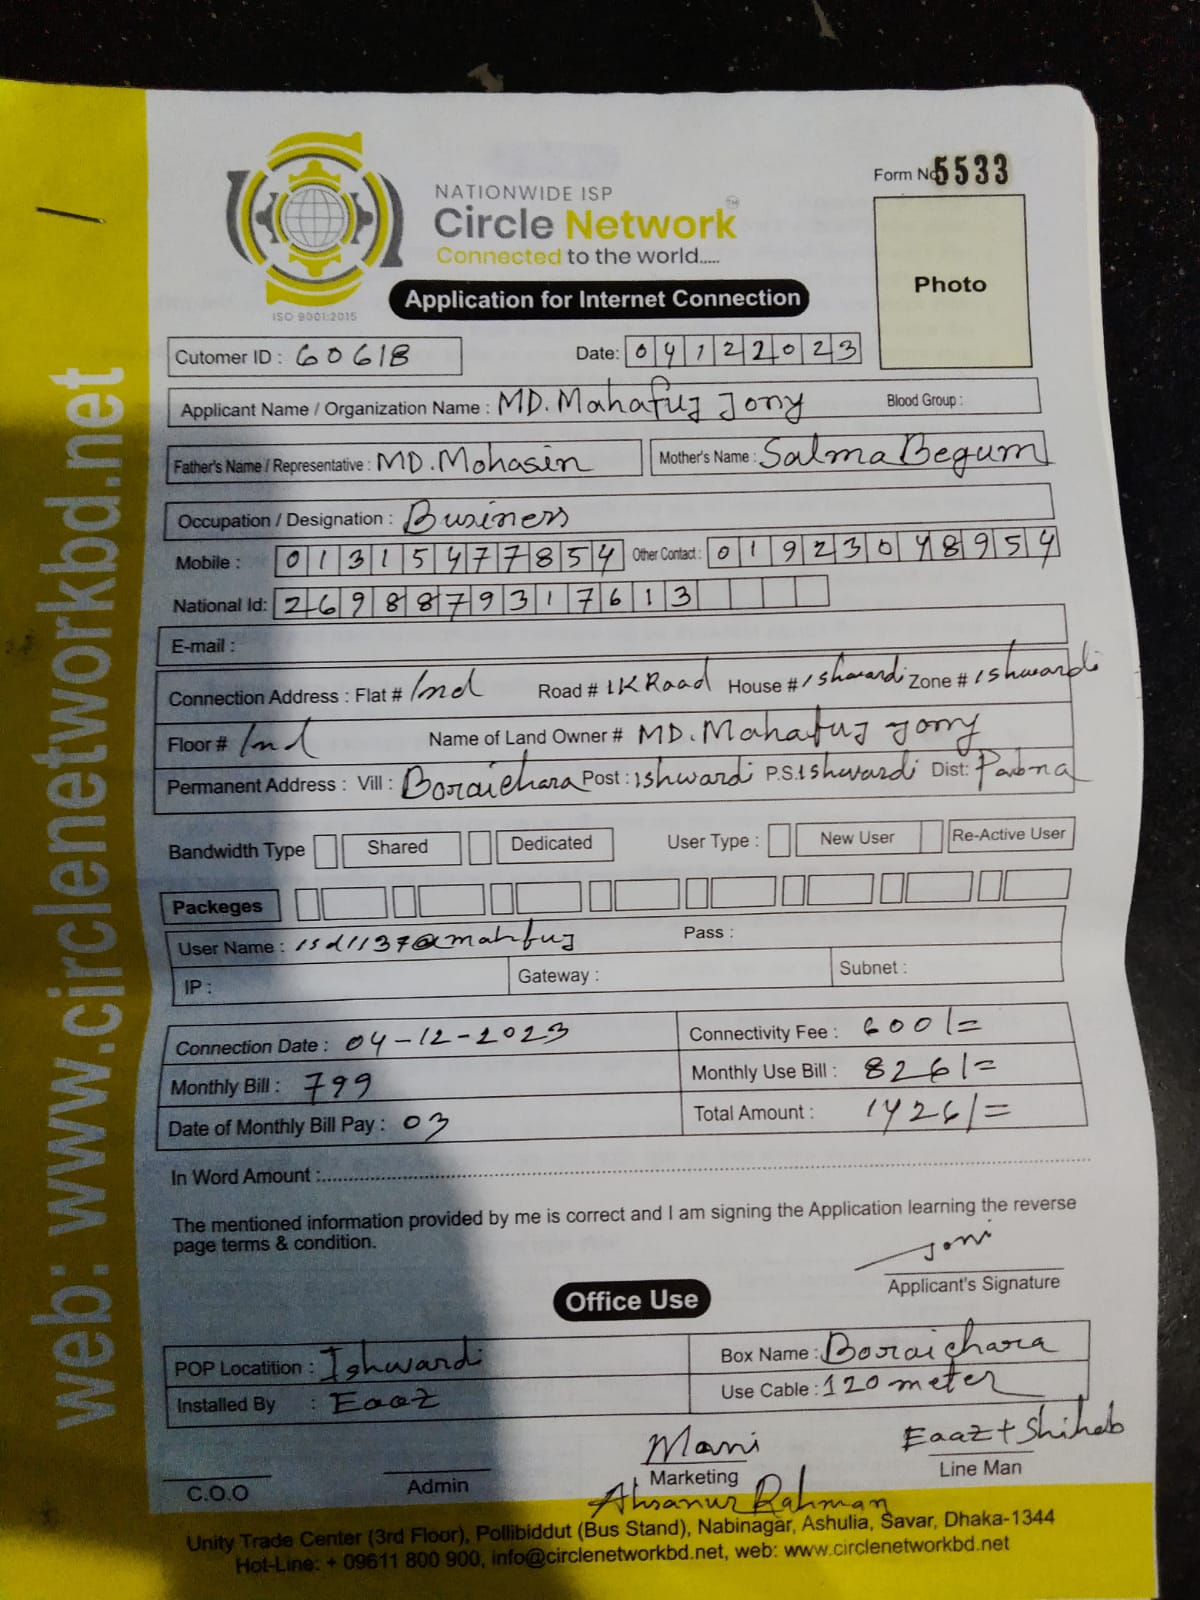 Form No 5533
NATIONWIDE ISP
Circle Network TM
Connected to the world.....
ISO 9001:2015
Application for Internet Connection
Photo
Cutomer ID : 60618 Date: 04122023
Applicant Name / Organization Name : MD. Mahafuj Jony Blood Group :
Father's Name / Representative : MD. Mohasin Mother's Name : Salma Begum
Occupation / Designation : Business
Mobile : 01315477854 Other Contact : 01923048954
National Id: 2698879317613
E-mail :
Connection Address : Flat # Ind Road # IK Road House # Ishwardi Zone # Ishwardi
Floor # Ind Name of Land Owner # MD. Mahafuj Jony
Permanent Address : Vill : Boraichara Post : Ishwardi P.S. Ishwardi Dist: Pabna
Bandwidth Type Shared Dedicated User Type : New User Re-Active User
Packeges
User Name : isd1137@mahfuj Pass :
IP : Gateway : Subnet :
Connection Date : 04-12-2023 Connectivity Fee : 600/=
Monthly Bill : 799 Monthly Use Bill : 826/=
Date of Monthly Bill Pay : 03 Total Amount : 1426/=
In Word Amount :
The mentioned information provided by me is correct and I am signing the Application learning the reverse
page terms & condition.
Joni
Applicant's Signature
Office Use
POP Locatition : Ishwardi Box Name : Boraichara
Installed By : Eaaz Use Cable : 120 meter
Mani Eaaz + Shihab
C.O.O Admin Marketing Line Man
Ahsanur Rahman
Unity Trade Center (3rd Floor), Pollibiddut (Bus Stand), Nabinagar, Ashulia, Savar, Dhaka-1344
Hot-Line: + 09611 800 900, info@circlenetworkbd.net, web: www.circlenetworkbd.net
web: www.circlenetworkbd.net